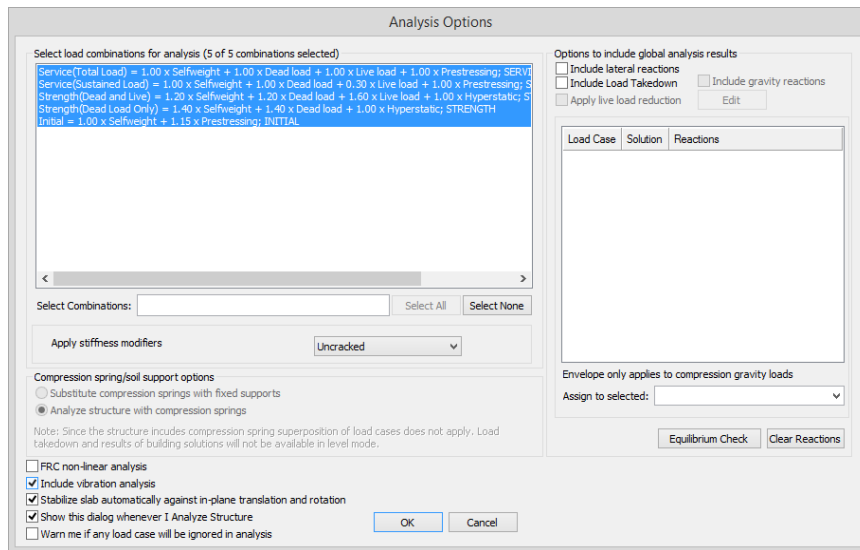 Analysis Options
Select load combinations for analysis (5 of 5 combinations selected)
Service(Total Load) = 1.00 x Selfweight + 1.00 x Dead load + 1.00 x Live load + 1.00 x Prestressing; SERVI
Service(Sustained Load) = 1.00 x Selfweight + 1.00 x Dead load + 0.30 x Live load + 1.00 x Prestressing; S
Strength(Dead and Live) = 1.20 x Selfweight + 1.20 x Dead load + 1.60 x Live load + 1.00 x Hyperstatic; ST
Strength(Dead Load Only) = 1.40 x Selfweight + 1.40 x Dead load + 1.00 x Hyperstatic; STRENGTH
Initial = 1.00 x Selfweight + 1.15 x Prestressing; INITIAL
Select Combinations:
Select All
Select None
Apply stiffness modifiers
Uncracked
Compression spring/soil support options
Substitute compression springs with fixed supports
Analyze structure with compression springs
Note: Since the structure incudes compression spring superposition of load cases does not apply. Load
takedown and results of building solutions will not be available in level mode.
FRC non-linear analysis
Include vibration analysis
Stabilize slab automatically against in-plane translation and rotation
Show this dialog whenever I Analyze Structure
Warn me if any load case will be ignored in analysis
OK
Cancel
Options to include global analysis results
Include lateral reactions
Include Load Takedown
Include gravity reactions
Apply live load reduction
Edit
Load Case Solution Reactions
Envelope only applies to compression gravity loads
Assign to selected:
Equilibrium Check
Clear Reactions